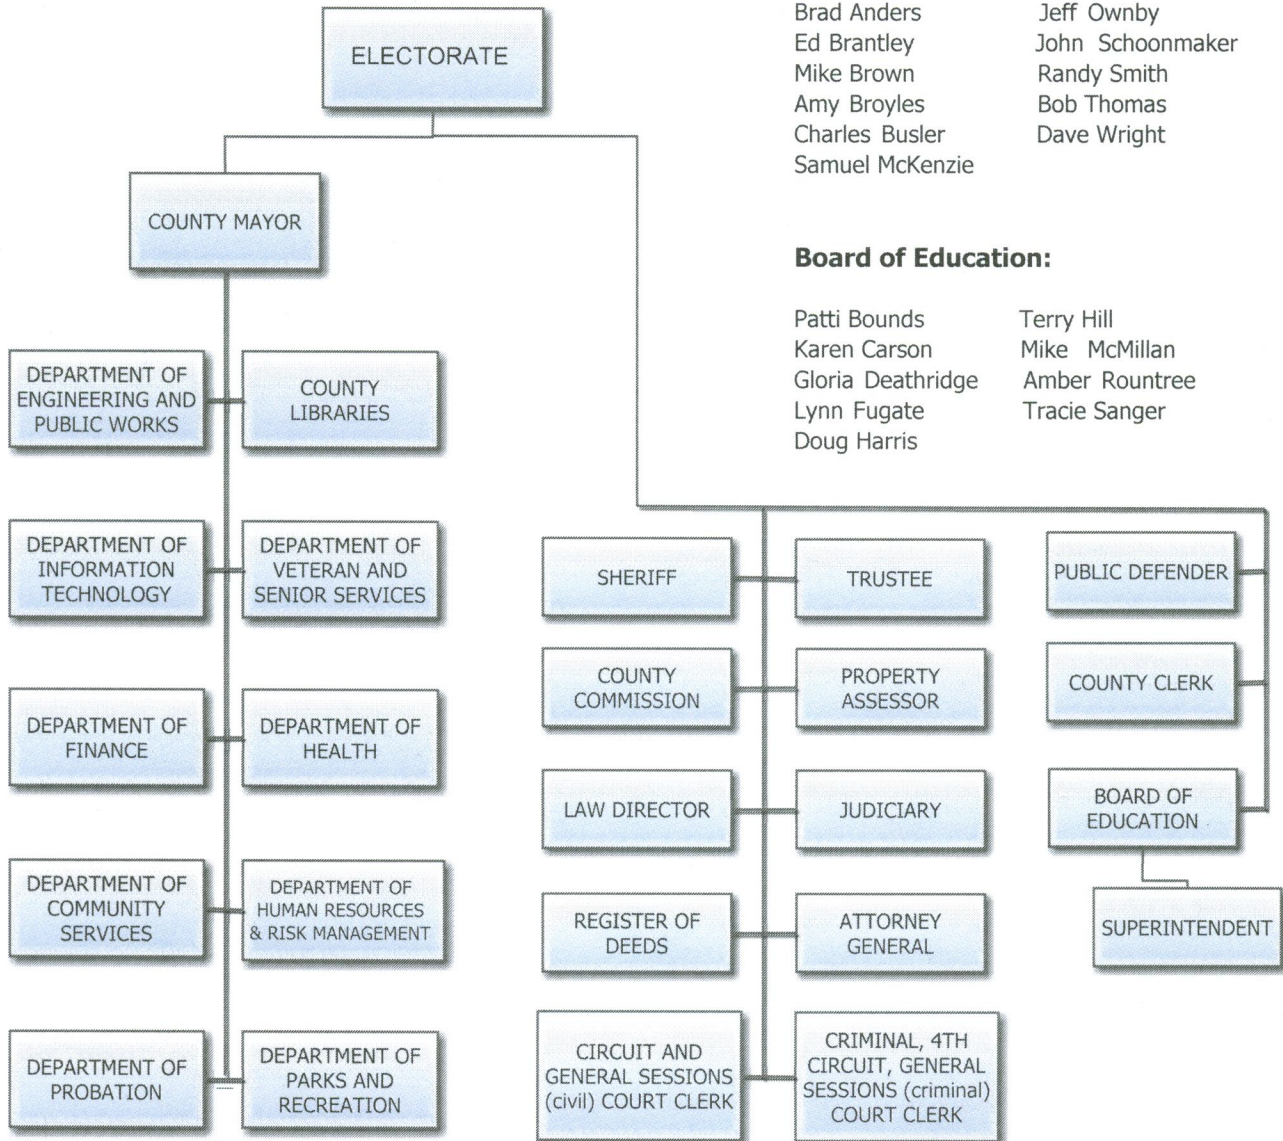 Brad Anders Jeff Ownby
Ed Brantley John Schoonmaker
Mike Brown Randy Smith
Amy Broyles Bob Thomas
Charles Busler Dave Wright
Samuel McKenzie
Board of Education:
Patti Bounds Terry Hill
Karen Carson Mike McMillan
Gloria Deathridge Amber Rountree
Lynn Fugate Tracie Sanger
Doug Harris
ELECTORATE
COUNTY MAYOR
DEPARTMENT OF
ENGINEERING AND
PUBLIC WORKS
COUNTY
LIBRARIES
DEPARTMENT OF
INFORMATION
TECHNOLOGY
DEPARTMENT OF
VETERAN AND
SENIOR SERVICES
DEPARTMENT OF
FINANCE
DEPARTMENT OF
HEALTH
DEPARTMENT OF
COMMUNITY
SERVICES
DEPARTMENT OF
HUMAN RESOURCES
& RISK MANAGEMENT
DEPARTMENT OF
PROBATION
DEPARTMENT OF
PARKS AND
RECREATION
SHERIFF
TRUSTEE
COUNTY
COMMISSION
PROPERTY
ASSESSOR
LAW DIRECTOR
JUDICIARY
REGISTER OF
DEEDS
ATTORNEY
GENERAL
CIRCUIT AND
GENERAL SESSIONS
(civil) COURT CLERK
CRIMINAL, 4TH
CIRCUIT, GENERAL
SESSIONS (criminal)
COURT CLERK
PUBLIC DEFENDER
COUNTY CLERK
BOARD OF
EDUCATION
SUPERINTENDENT